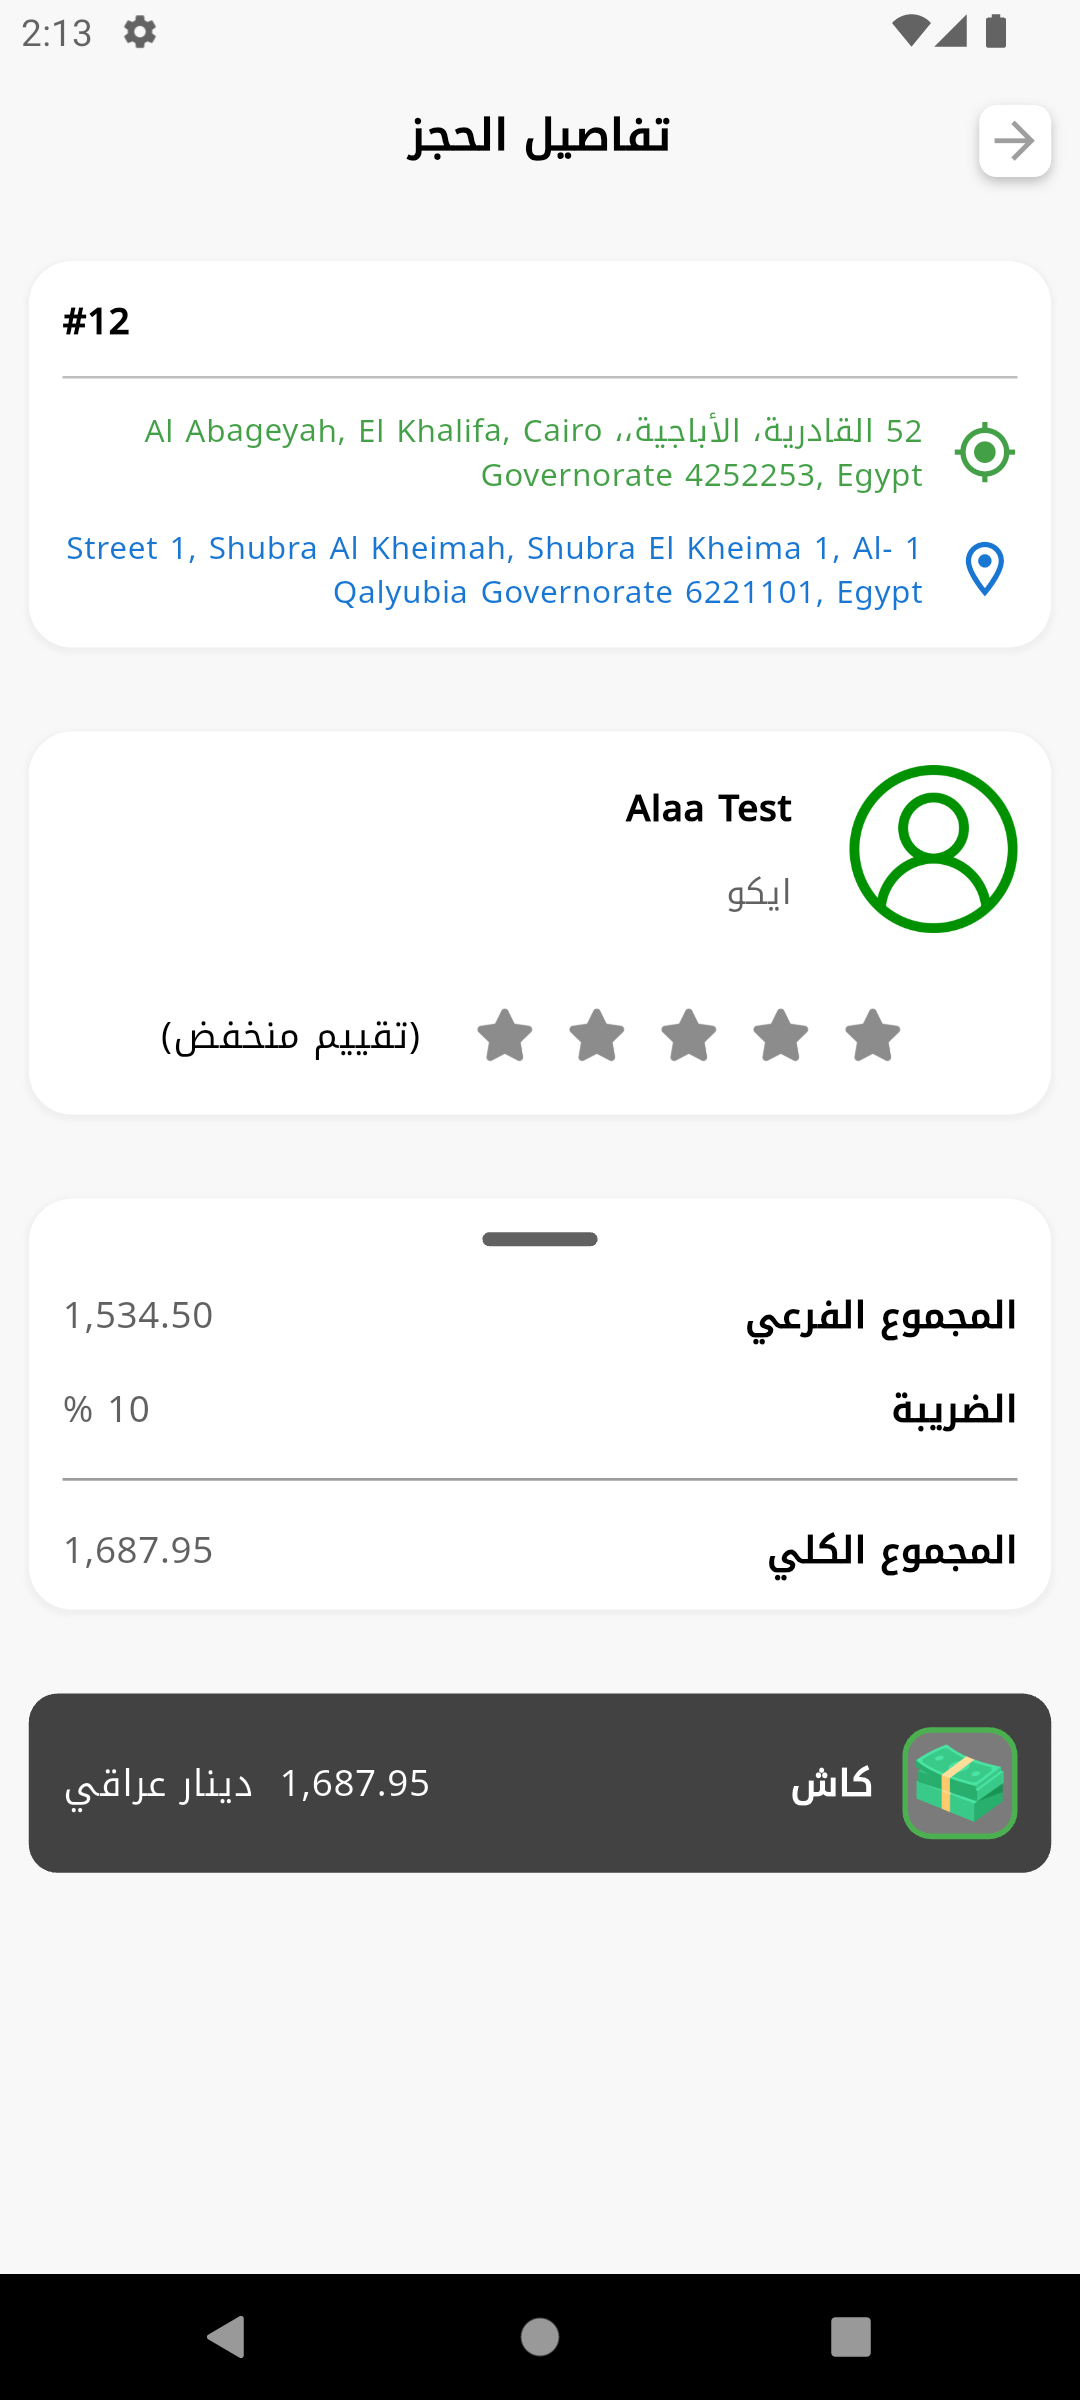 2:13
تفاصيل الحجز
#12
52 القادرية، الأباجية،، Al Abageyah, El Khalifa, Cairo
Governorate 4252253, Egypt
Street 1, Shubra Al Kheimah, Shubra El Kheima 1, Al- 1
Qalyubia Governorate 6221101, Egypt
Alaa Test
ايكو
(تقييم منخفض)
المجموع الفرعي 1,534.50
الضريبة 10 %
المجموع الكلي 1,687.95
كاش 1,687.95 دينار عراقي